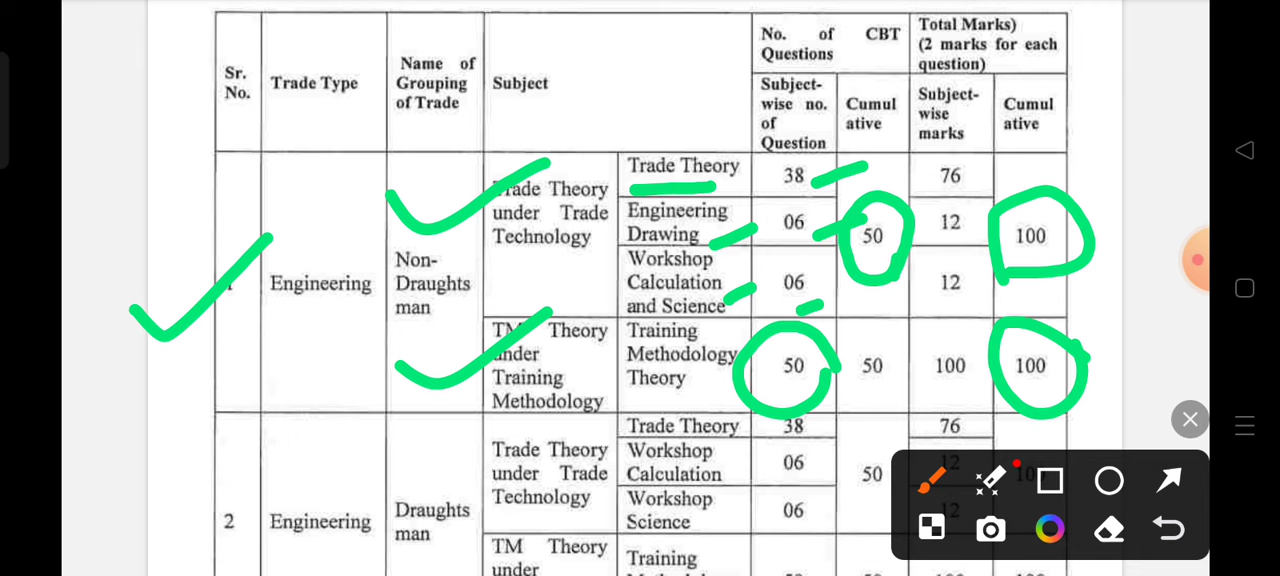 Sr.
No.
Trade Type
Name of
Grouping
of Trade
Subject
No. of CBT
Questions
Total Marks)
(2 marks for each
question)
Subject-
wise no.
of
Question
Cumul
ative
Subject-
wise
marks
Cumul
ative
Engineering
Non-
Draughts
man
Trade Theory
under Trade
Technology
Trade Theory
38
76
Engineering
Drawing
06
12
Workshop
Calculation
and Science
06
12
50
100
TM Theory
under
Training
Methodology
Training
Methodology
Theory
50
50
100
100
2
Engineering
Draughts
man
Trade Theory
under Trade
Technology
Trade Theory
38
76
Workshop
Calculation
06
12
Workshop
Science
06
12
50
TM Theory
under
Training